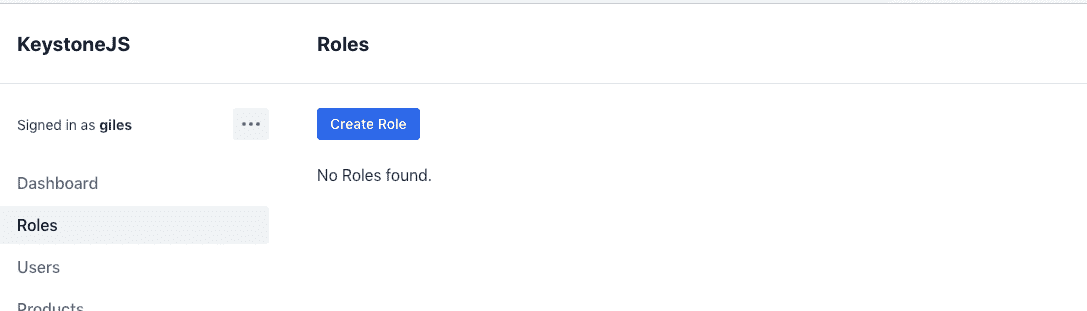 KeystoneJS
Roles
Signed in as giles
Create Role
No Roles found.
Dashboard
Roles
Users
Products